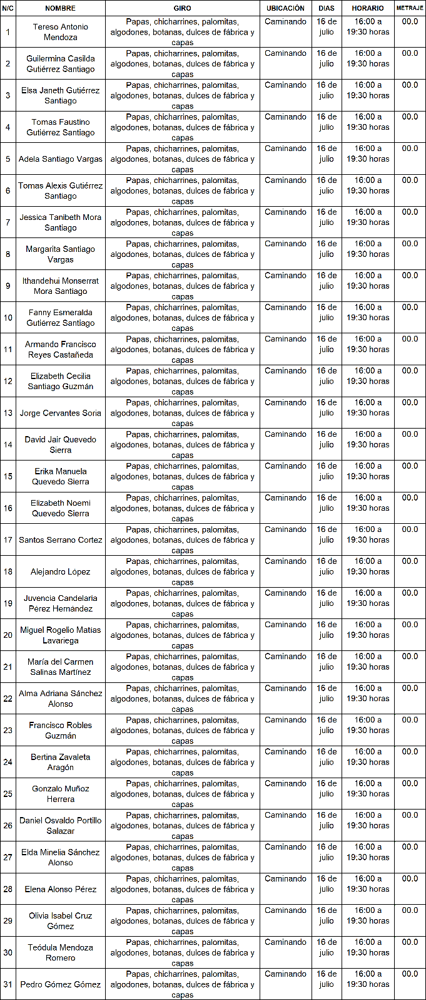 N/C NOMBRE GIRO UBICACIÓN DIAS HORARIO METRAJE
1 Tereso Antonio Mendoza Papas, chicharrines, palomitas, algodones, botanas, dulces de fábrica y capas Caminando 16 de julio 16:00 a 19:30 horas 00.0
2 Guilermina Casilda Gutiérrez Santiago Papas, chicharrines, palomitas, algodones, botanas, dulces de fábrica y capas Caminando 16 de julio 16:00 a 19:30 horas 00.0
3 Elsa Janeth Gutiérrez Santiago Papas, chicharrines, palomitas, algodones, botanas, dulces de fábrica y capas Caminando 16 de julio 16:00 a 19:30 horas 00.0
4 Tomas Faustino Gutiérrez Santiago Papas, chicharrines, palomitas, algodones, botanas, dulces de fábrica y capas Caminando 16 de julio 16:00 a 19:30 horas 00.0
5 Adela Santiago Vargas Papas, chicharrines, palomitas, algodones, botanas, dulces de fábrica y capas Caminando 16 de julio 16:00 a 19:30 horas 00.0
6 Tomas Alexis Gutiérrez Santiago Papas, chicharrines, palomitas, algodones, botanas, dulces de fábrica y capas Caminando 16 de julio 16:00 a 19:30 horas 00.0
7 Jessica Tanibeth Mora Santiago Papas, chicharrines, palomitas, algodones, botanas, dulces de fábrica y capas Caminando 16 de julio 16:00 a 19:30 horas 00.0
8 Margarita Santiago Vargas Papas, chicharrines, palomitas, algodones, botanas, dulces de fábrica y capas Caminando 16 de julio 16:00 a 19:30 horas 00.0
9 Ithandehui Monserrat Mora Santiago Papas, chicharrines, palomitas, algodones, botanas, dulces de fábrica y capas Caminando 16 de julio 16:00 a 19:30 horas 00.0
10 Fanny Esmeralda Gutiérrez Santiago Papas, chicharrines, palomitas, algodones, botanas, dulces de fábrica y capas Caminando 16 de julio 16:00 a 19:30 horas 00.0
11 Armando Francisco Reyes Castañeda Papas, chicharrines, palomitas, algodones, botanas, dulces de fábrica y capas Caminando 16 de julio 16:00 a 19:30 horas 00.0
12 Elizabeth Cecilia Santiago Guzmán Papas, chicharrines, palomitas, algodones, botanas, dulces de fábrica y capas Caminando 16 de julio 16:00 a 19:30 horas 00.0
13 Jorge Cervantes Soria Papas, chicharrines, palomitas, algodones, botanas, dulces de fábrica y capas Caminando 16 de julio 16:00 a 19:30 horas 00.0
14 David Jair Quevedo Sierra Papas, chicharrines, palomitas, algodones, botanas, dulces de fábrica y capas Caminando 16 de julio 16:00 a 19:30 horas 00.0
15 Erika Manuela Quevedo Sierra Papas, chicharrines, palomitas, algodones, botanas, dulces de fábrica y capas Caminando 16 de julio 16:00 a 19:30 horas 00.0
16 Elizabeth Noemi Quevedo Sierra Papas, chicharrines, palomitas, algodones, botanas, dulces de fábrica y capas Caminando 16 de julio 16:00 a 19:30 horas 00.0
17 Santos Serrano Cortez Papas, chicharrines, palomitas, algodones, botanas, dulces de fábrica y capas Caminando 16 de julio 16:00 a 19:30 horas 00.0
18 Alejandro López Papas, chicharrines, palomitas, algodones, botanas, dulces de fábrica y capas Caminando 16 de julio 16:00 a 19:30 horas 00.0
19 Juvencia Candelaria Pérez Hernández Papas, chicharrines, palomitas, algodones, botanas, dulces de fábrica y capas Caminando 16 de julio 16:00 a 19:30 horas 00.0
20 Miguel Rogelio Matías Lavariega Papas, chicharrines, palomitas, algodones, botanas, dulces de fábrica y capas Caminando 16 de julio 16:00 a 19:30 horas 00.0
21 María del Carmen Salinas Martínez Papas, chicharrines, palomitas, algodones, botanas, dulces de fábrica y capas Caminando 16 de julio 16:00 a 19:30 horas 00.0
22 Alma Adriana Sánchez Alonso Papas, chicharrines, palomitas, algodones, botanas, dulces de fábrica y capas Caminando 16 de julio 16:00 a 19:30 horas 00.0
23 Francisco Robles Guzmán Papas, chicharrines, palomitas, algodones, botanas, dulces de fábrica y capas Caminando 16 de julio 16:00 a 19:30 horas 00.0
24 Bertina Zavaleta Aragón Papas, chicharrines, palomitas, algodones, botanas, dulces de fábrica y capas Caminando 16 de julio 16:00 a 19:30 horas 00.0
25 Gonzalo Muñoz Herrera Papas, chicharrines, palomitas, algodones, botanas, dulces de fábrica y capas Caminando 16 de julio 16:00 a 19:30 horas 00.0
26 Daniel Osvaldo Portillo Salazar Papas, chicharrines, palomitas, algodones, botanas, dulces de fábrica y capas Caminando 16 de julio 16:00 a 19:30 horas 00.0
27 Elda Minelia Sánchez Alonso Papas, chicharrines, palomitas, algodones, botanas, dulces de fábrica y capas Caminando 16 de julio 16:00 a 19:30 horas 00.0
28 Elena Alonso Pérez Papas, chicharrines, palomitas, algodones, botanas, dulces de fábrica y capas Caminando 16 de julio 16:00 a 19:30 horas 00.0
29 Olivia Isabel Cruz Gómez Papas, chicharrines, palomitas, algodones, botanas, dulces de fábrica y capas Caminando 16 de julio 16:00 a 19:30 horas 00.0
30 Teódula Mendoza Romero Papas, chicharrines, palomitas, algodones, botanas, dulces de fábrica y capas Caminando 16 de julio 16:00 a 19:30 horas 00.0
31 Pedro Gómez Gómez Papas, chicharrines, palomitas, algodones, botanas, dulces de fábrica y capas Caminando 16 de julio 16:00 a 19:30 horas 00.0